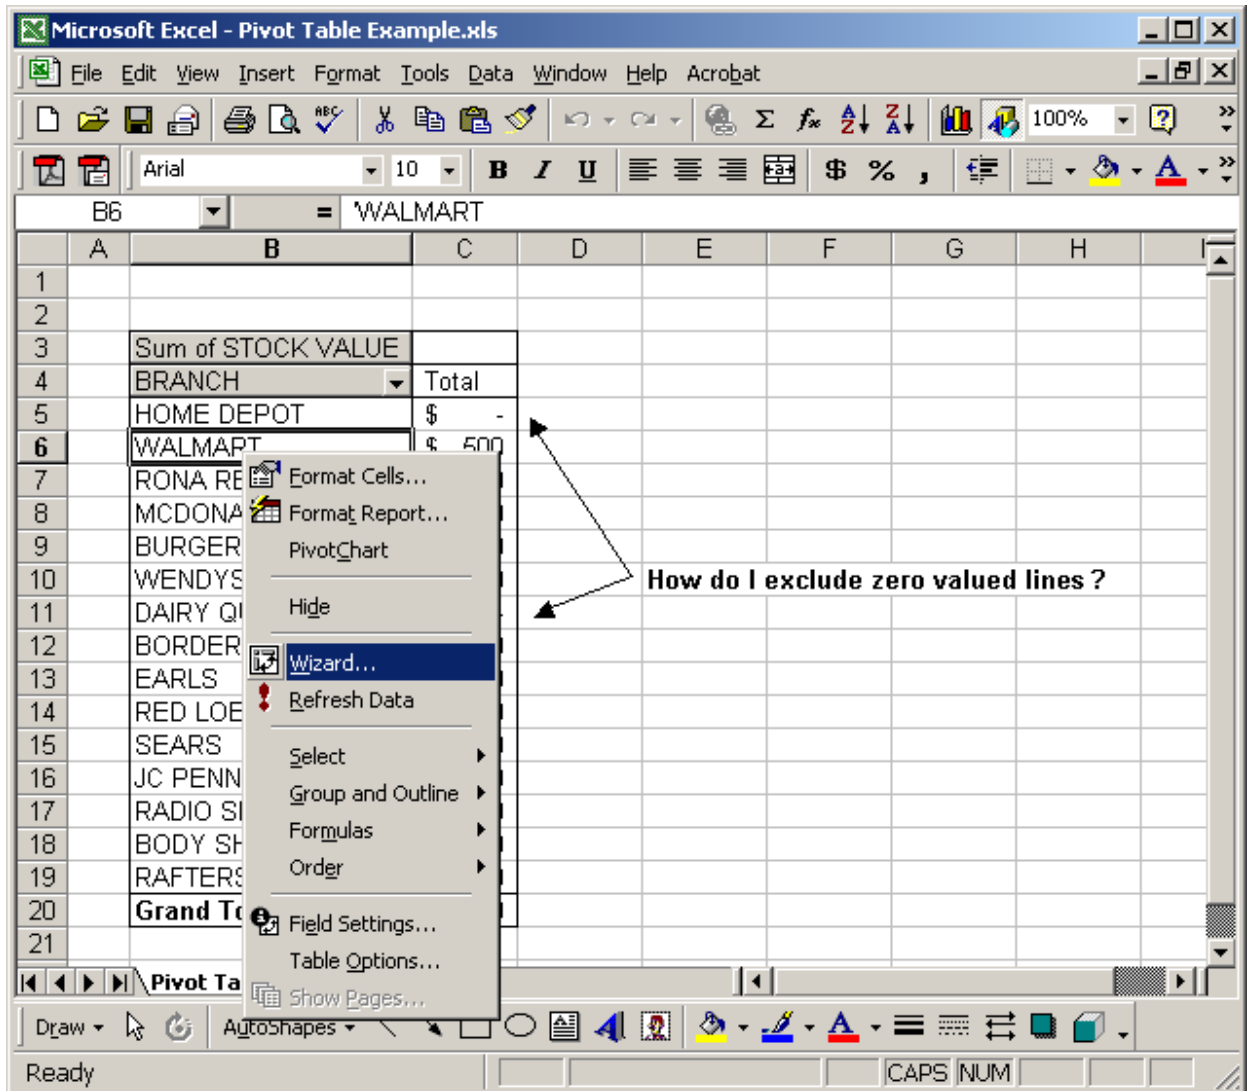 Microsoft Excel - Pivot Table Example.xls
File Edit View Insert Format Tools Data Window Help Acrobat
ABC Σ fx A Z Z A 100% ?
Arial 10 B I U $ % , A
B6 = 'WALMART
A B C D E F G H I
1
2
3 Sum of STOCK VALUE
4 BRANCH Total
5 HOME DEPOT $ -
6 WALMART $ 500
7 RONA RE
8 MCDONA
9 BURGER
10 WENDYS How do I exclude zero valued lines ?
11 DAIRY QU
12 BORDER
13 EARLS
14 RED LOB
15 SEARS
16 JC PENN
17 RADIO SH
18 BODY SH
19 RAFTERS
20 Grand To
21
Format Cells...
Format Report...
PivotChart
Hide
Wizard...
Refresh Data
Select
Group and Outline
Formulas
Order
Field Settings...
Table Options...
Show Pages...
Pivot Ta
Draw AutoShapes A A
Ready CAPS NUM